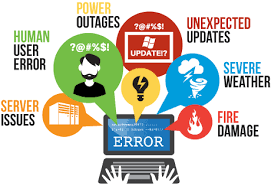 POWER
OUTAGES
HUMAN
USER
ERROR
?@#%$!
?@#%$!
UPDATE!?
UNEXPECTED
UPDATES
SEVERE
WEATHER
SERVER
ISSUES
FIRE
DAMAGE
ERROR